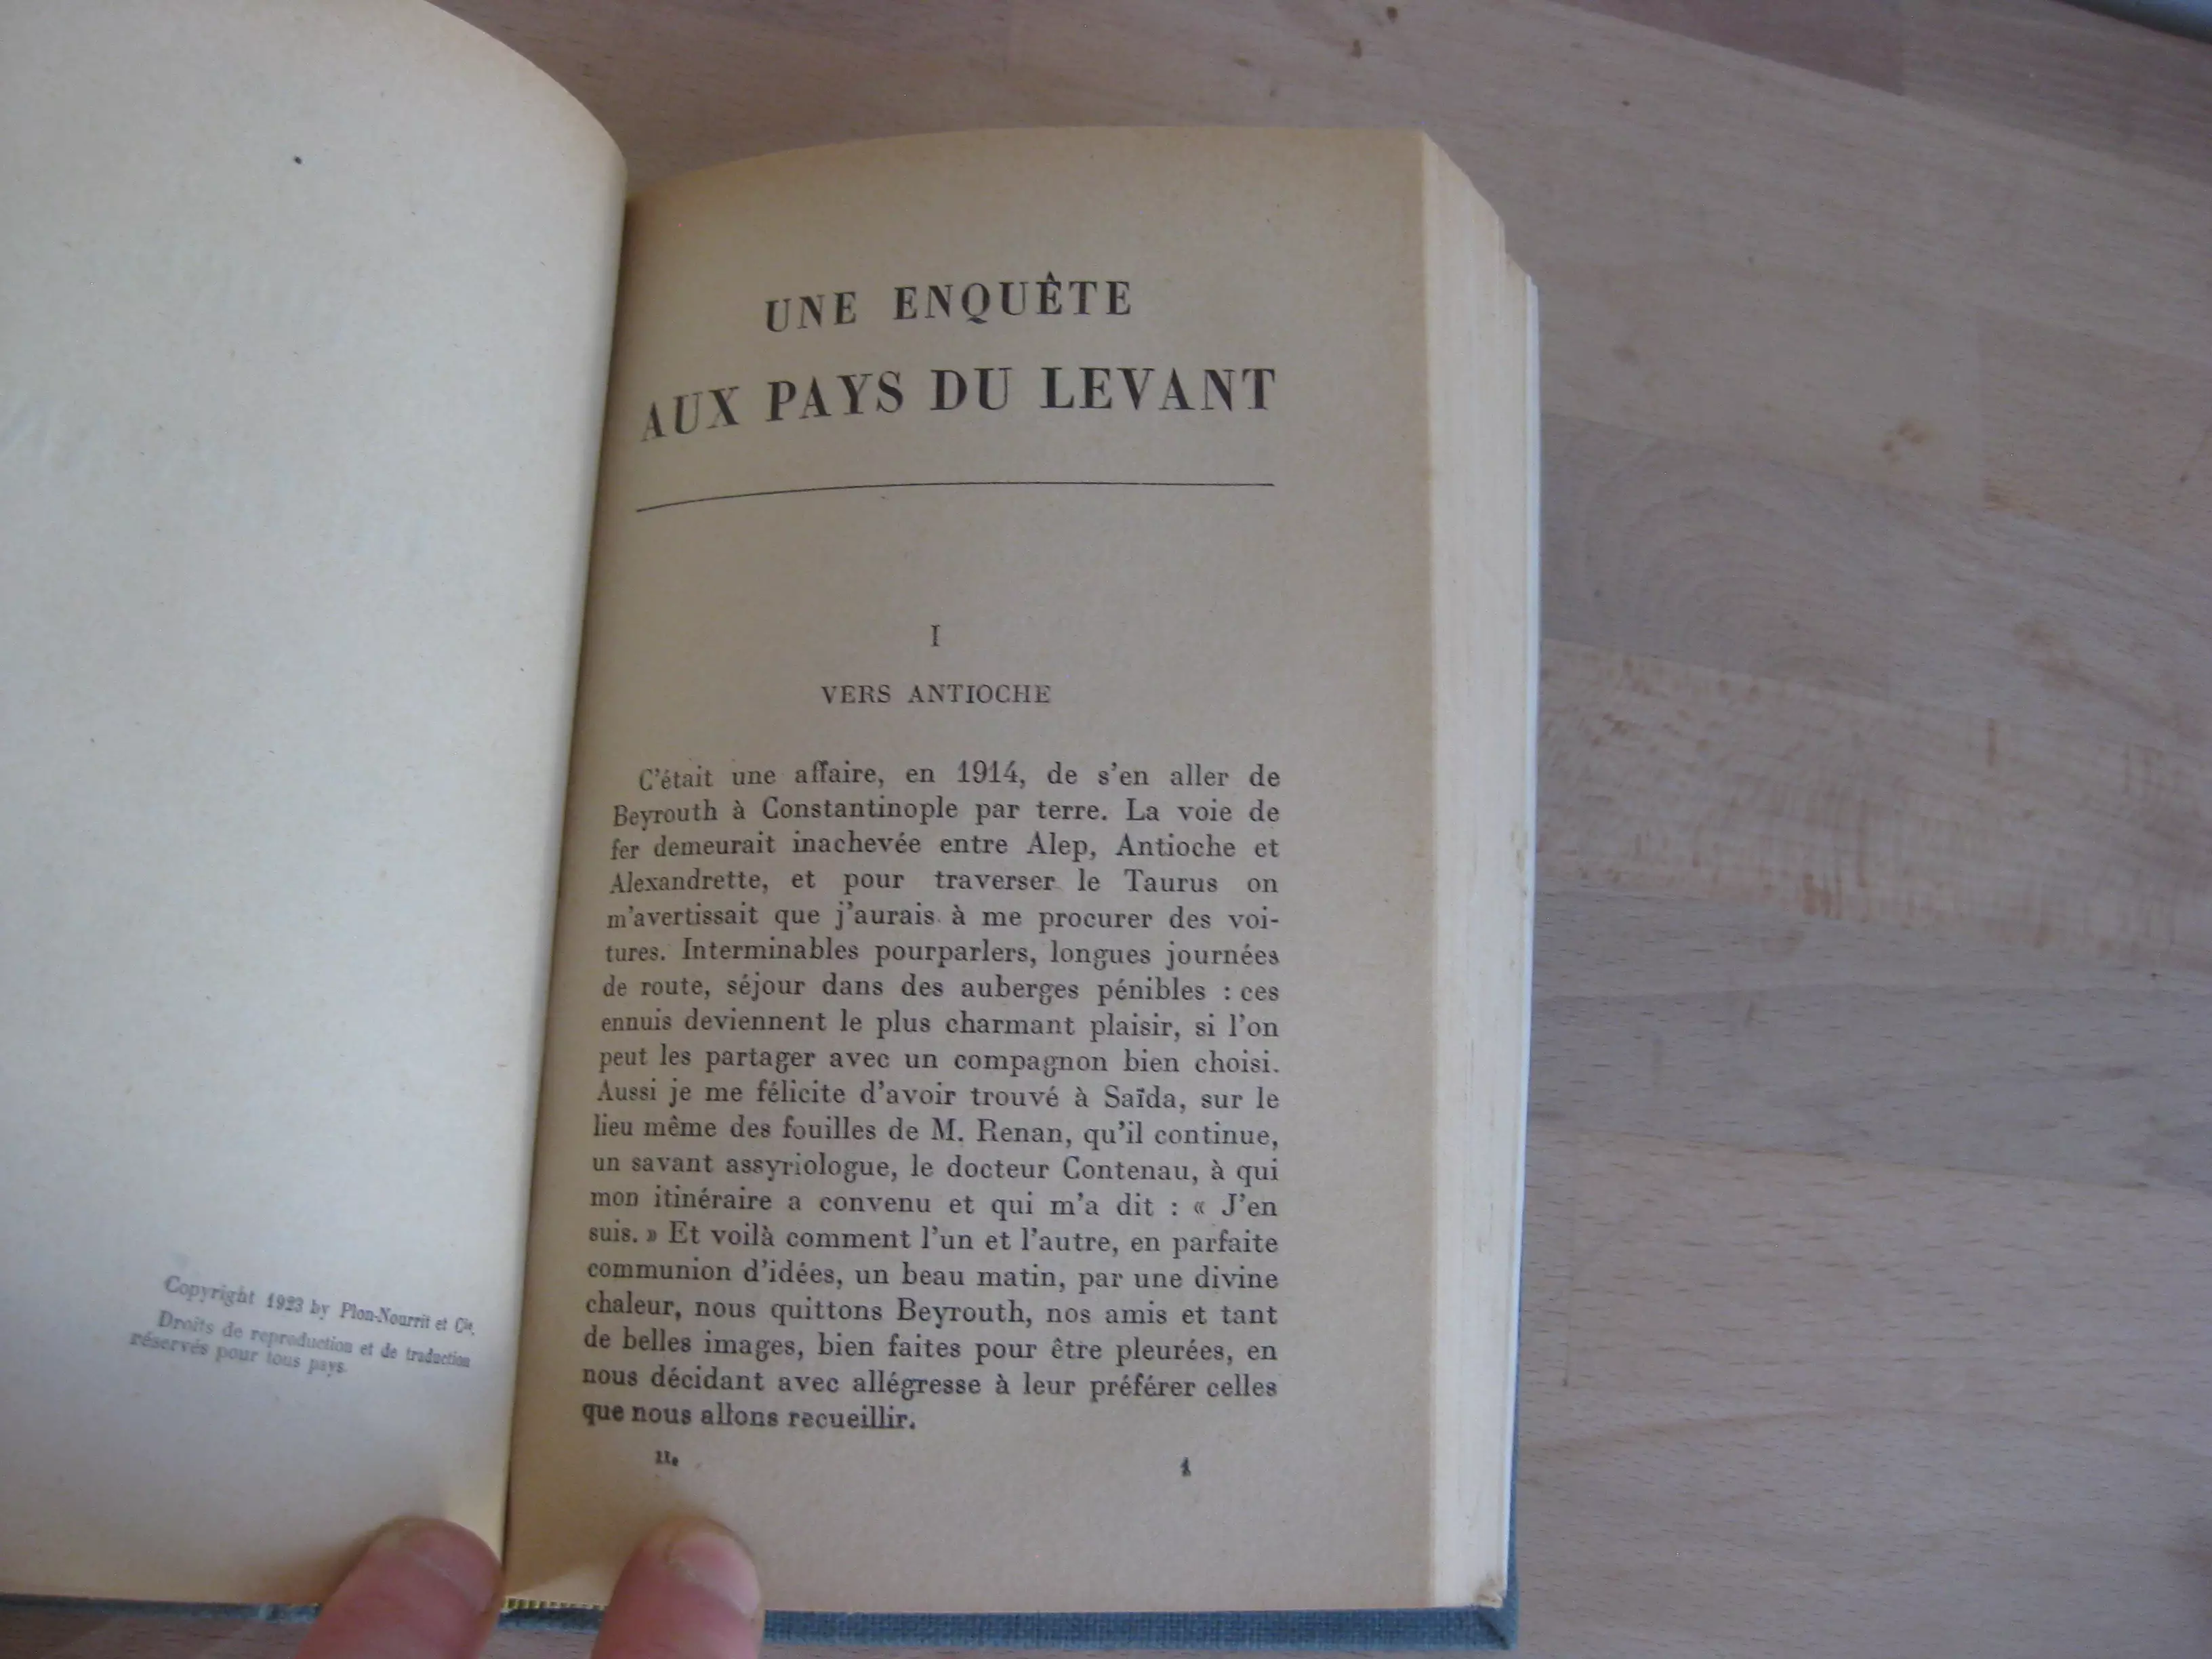 Copyright 1923 by Plon-Nourrit et Cie.
Droits de reproduction et de traduction
réservés pour tous pays.
UNE ENQUÊTE
AUX PAYS DU LEVANT
I
VERS ANTIOCHE
C'était une affaire, en 1914, de s'en aller de
Beyrouth à Constantinople par terre. La voie de
fer demeurait inachevée entre Alep, Antioche et
Alexandrette, et pour traverser le Taurus on
m'avertissait que j'aurais à me procurer des voi-
tures. Interminables pourparlers, longues journées
de route, séjour dans des auberges pénibles : ces
ennuis deviennent le plus charmant plaisir, si l'on
peut les partager avec un compagnon bien choisi.
Aussi je me félicite d'avoir trouvé à Saïda, sur le
lieu même des fouilles de M. Renan, qu'il continue,
un savant assyriologue, le docteur Contenau, à qui
mon itinéraire a convenu et qui m'a dit : « J'en
suis. » Et voilà comment l'un et l'autre, en parfaite
communion d'idées, un beau matin, par une divine
chaleur, nous quittons Beyrouth, nos amis et tant
de belles images, bien faites pour être pleurées, en
nous décidant avec allégresse à leur préférer celles
que nous allons recueillir.
II. 1